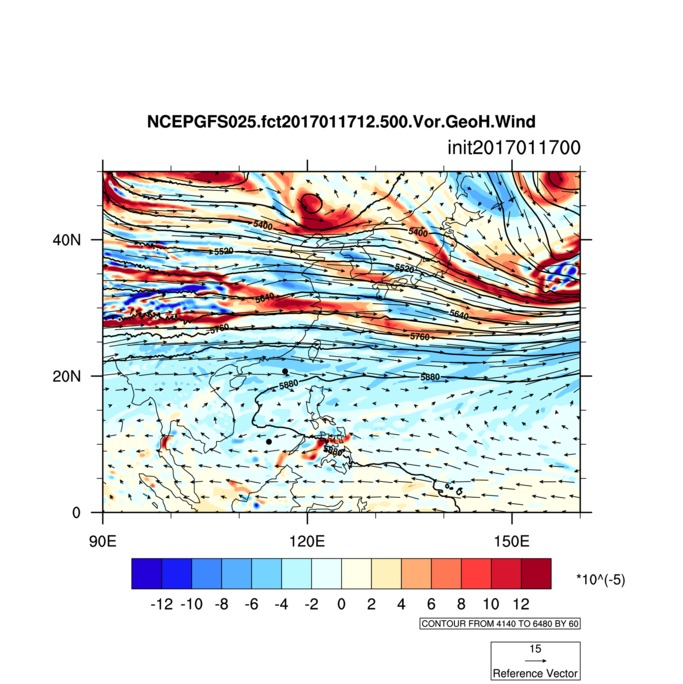 NCEPGFS025.fct2017011712.500.Vor.GeoH.Wind
init2017011700
5400
5400
40N
5520
5520
5640
5640
5760
5760
20N
5880
5880
5880
0
90E 120E 150E
-12 -10 -8 -6 -4 -2 0 2 4 6 8 10 12
*10^(-5)
CONTOUR FROM 4140 TO 6480 BY 60
15
Reference Vector